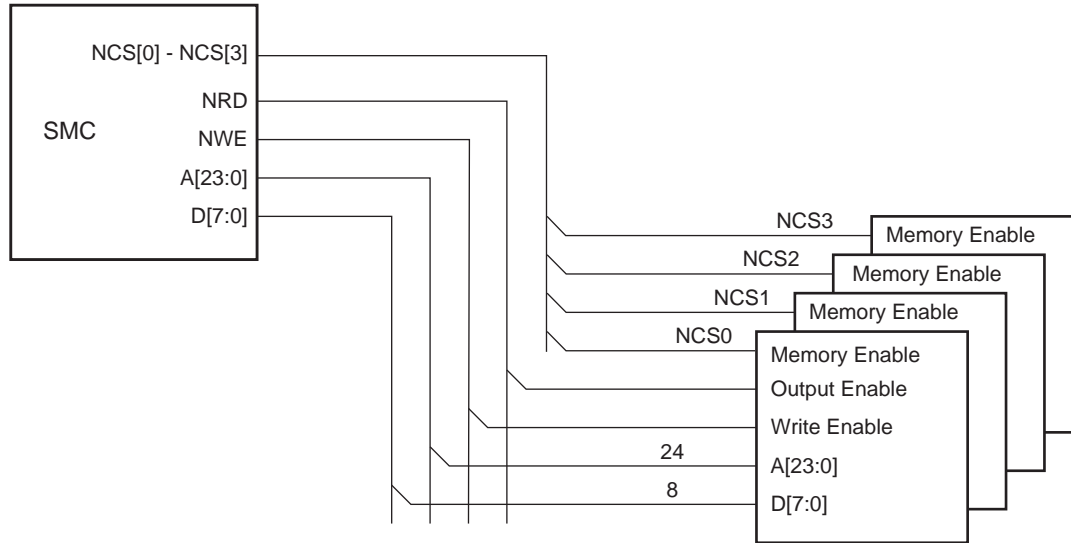 NCS[0] - NCS[3]
NRD
SMC
NWE
A[23:0]
D[7:0]
NCS3
Memory Enable
NCS2
Memory Enable
NCS1
Memory Enable
NCS0
Memory Enable
Output Enable
Write Enable
24
A[23:0]
8
D[7:0]